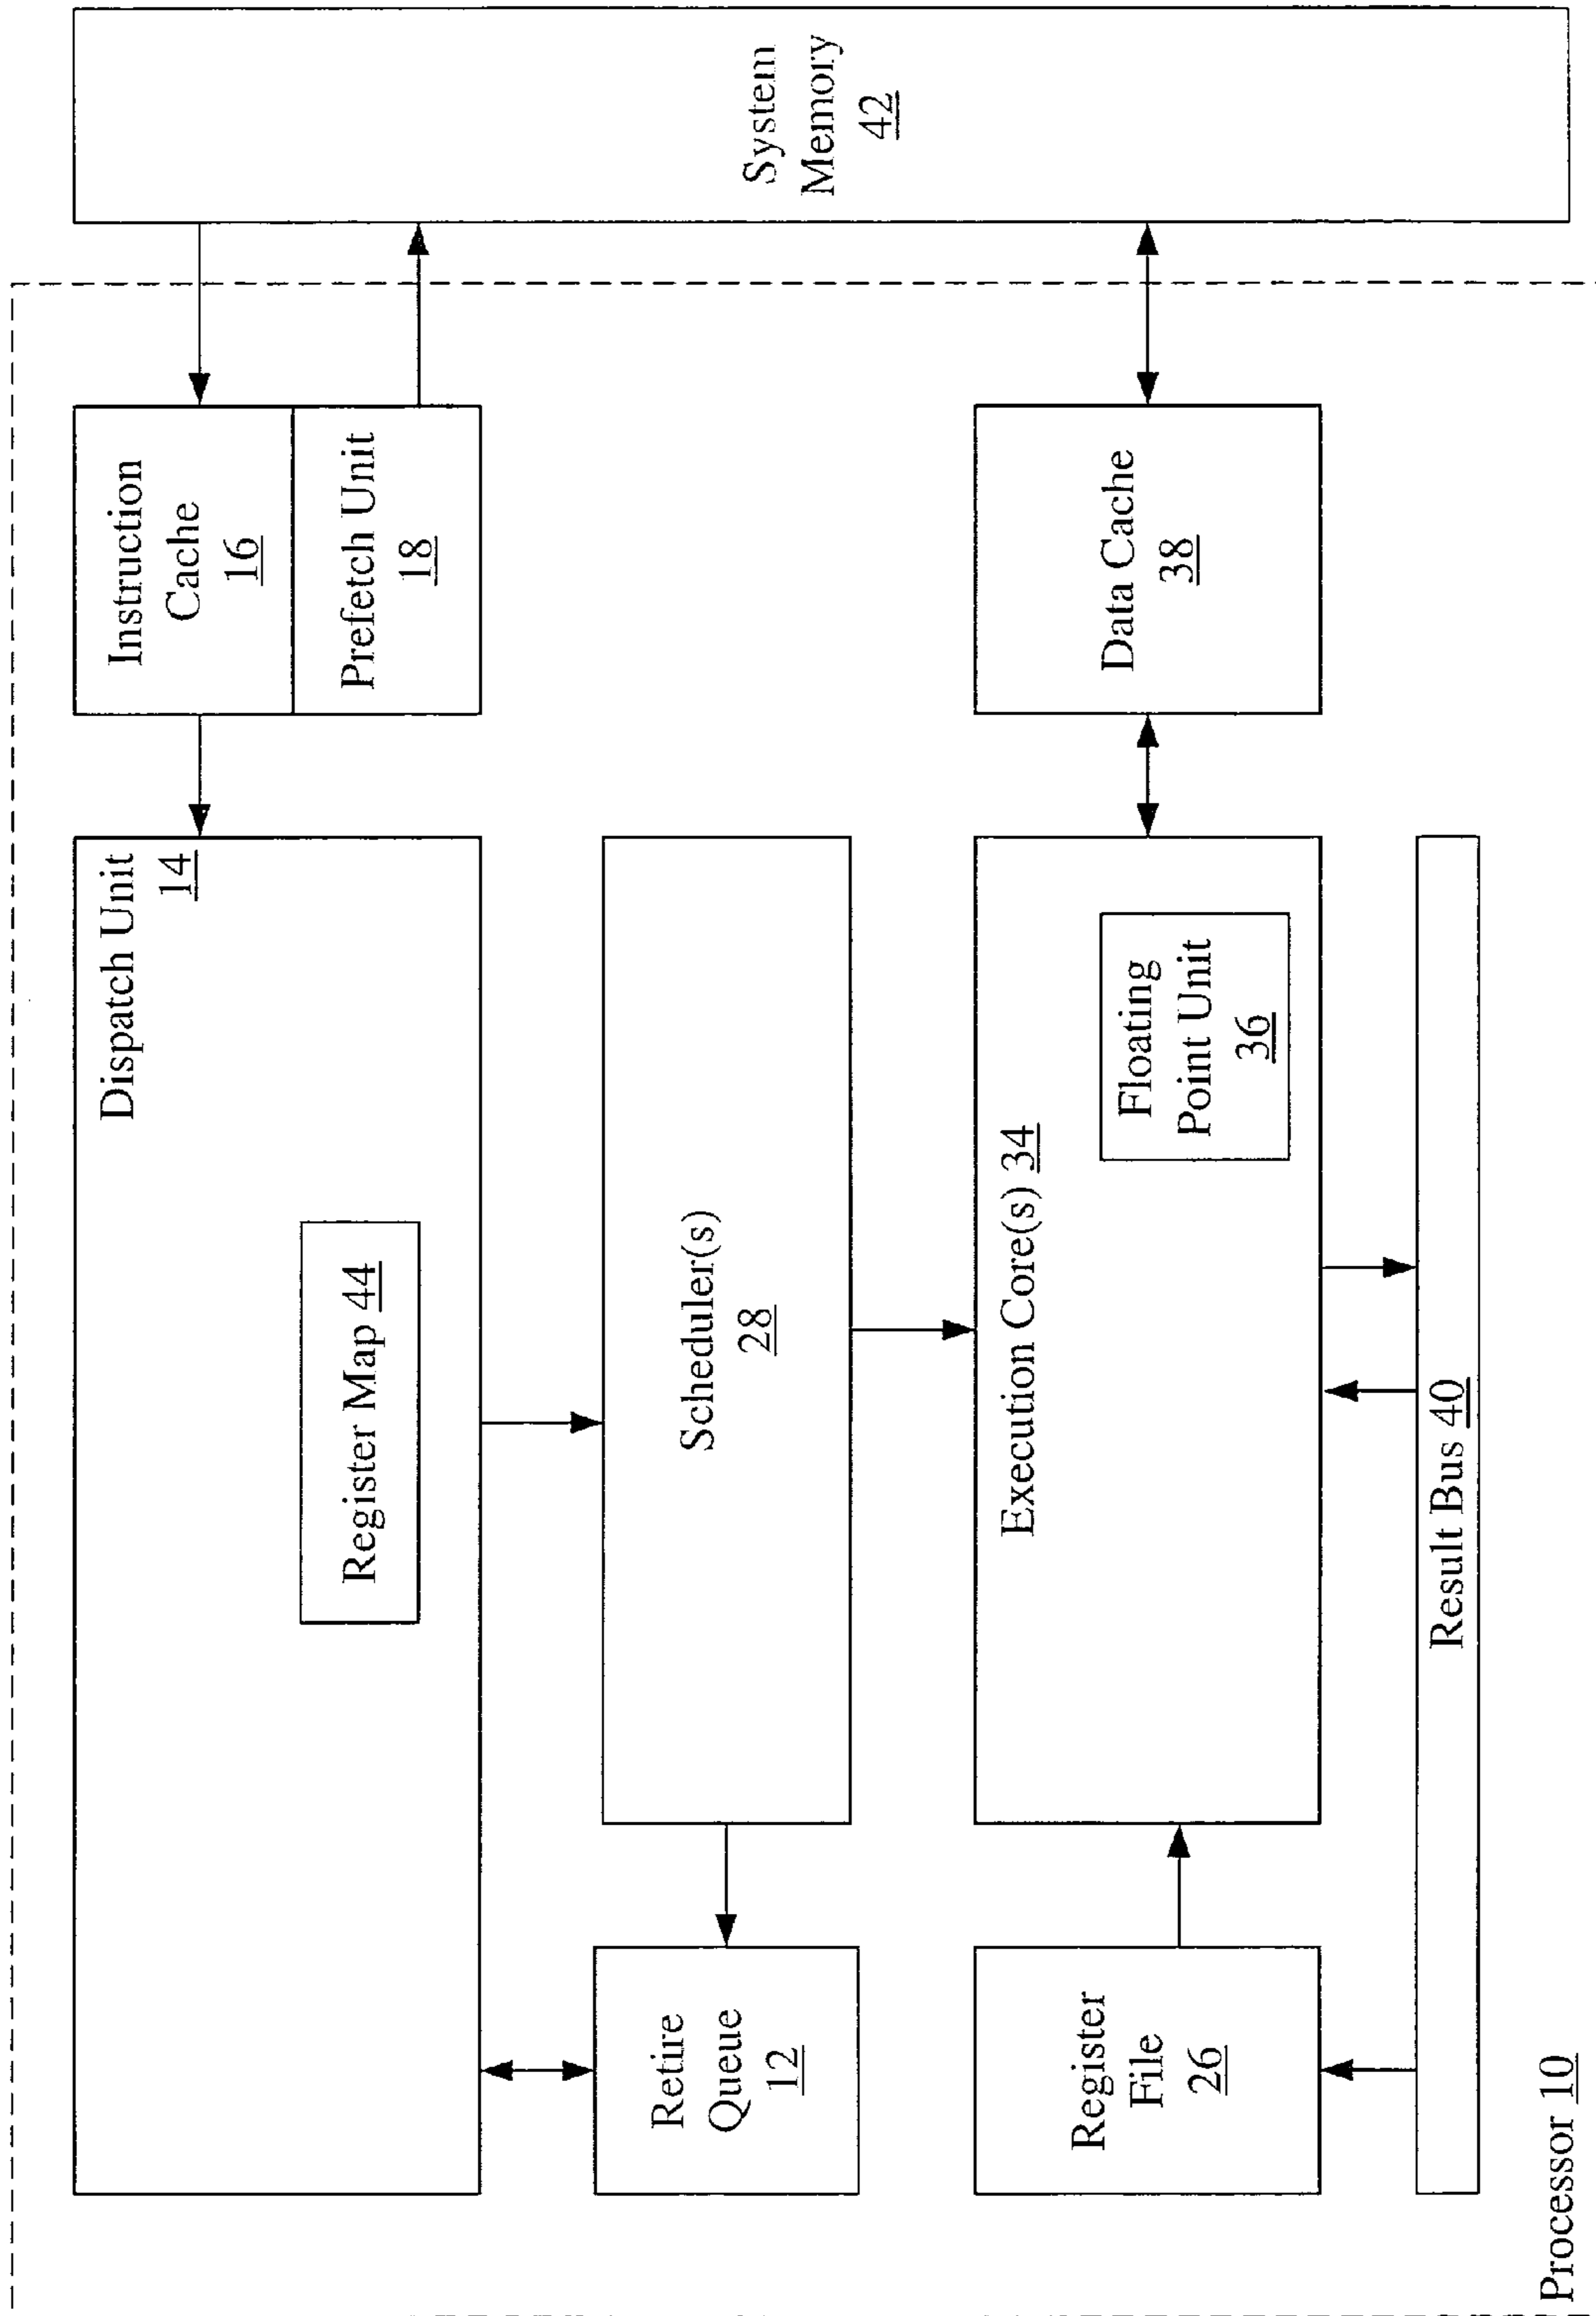 Dispatch Unit
14
Register Map 44
Instruction
Cache
16
Prefetch Unit
18
System
Memory
42
Retire
Queue
12
Scheduler(s)
28
Register
File
26
Execution Core(s) 34
Floating
Point Unit
36
Data Cache
38
Result Bus 40
Processor 10